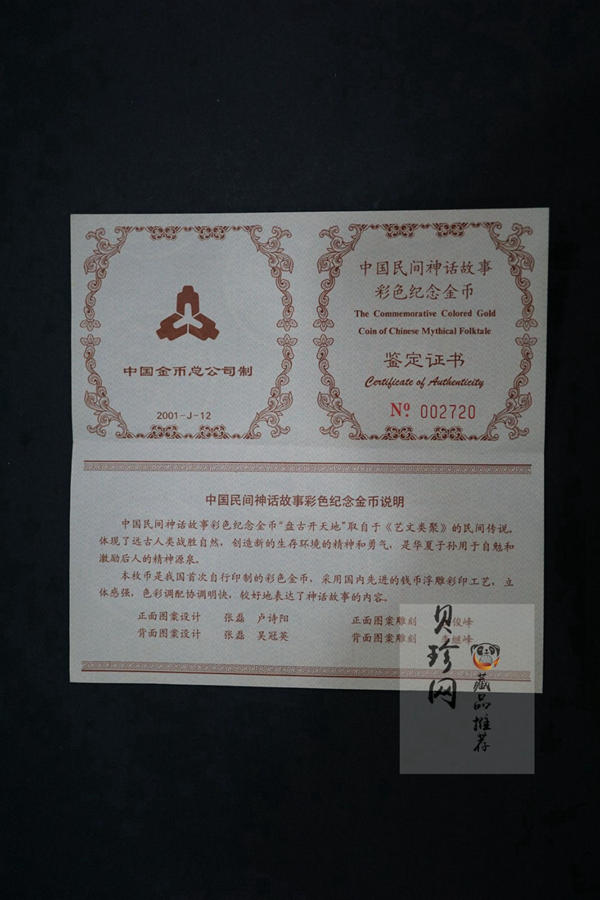 中国金币总公司制
2001-J-12
中国民间神话故事
彩色纪念金币
The Commemorative Colored Gold
Coin of Chinese Mythical Folktale
鉴定证书
Certificate of Authenticity
Nº 002720
中国民间神话故事彩色纪念金币说明
中国民间神话故事彩色纪念金币“盘古开天地”取自于《艺文类聚》的民间传说。
体现了远古人类战胜自然，创造新的生存环境的精神和勇气，是华夏子孙用于自勉和
激励后人的精神源泉。
本枚币是我国首次自行印制的彩色金币，采用国内先进的钱币浮雕彩印工艺，立
体感强，色彩调配协调明快，较好地表达了神话故事的内容。
正面图案设计 张磊 卢诗阳 正面图案雕刻 俊峰
背面图案设计 张磊 吴冠英 背面图案雕刻 继峰
贝珍网
藏品推荐